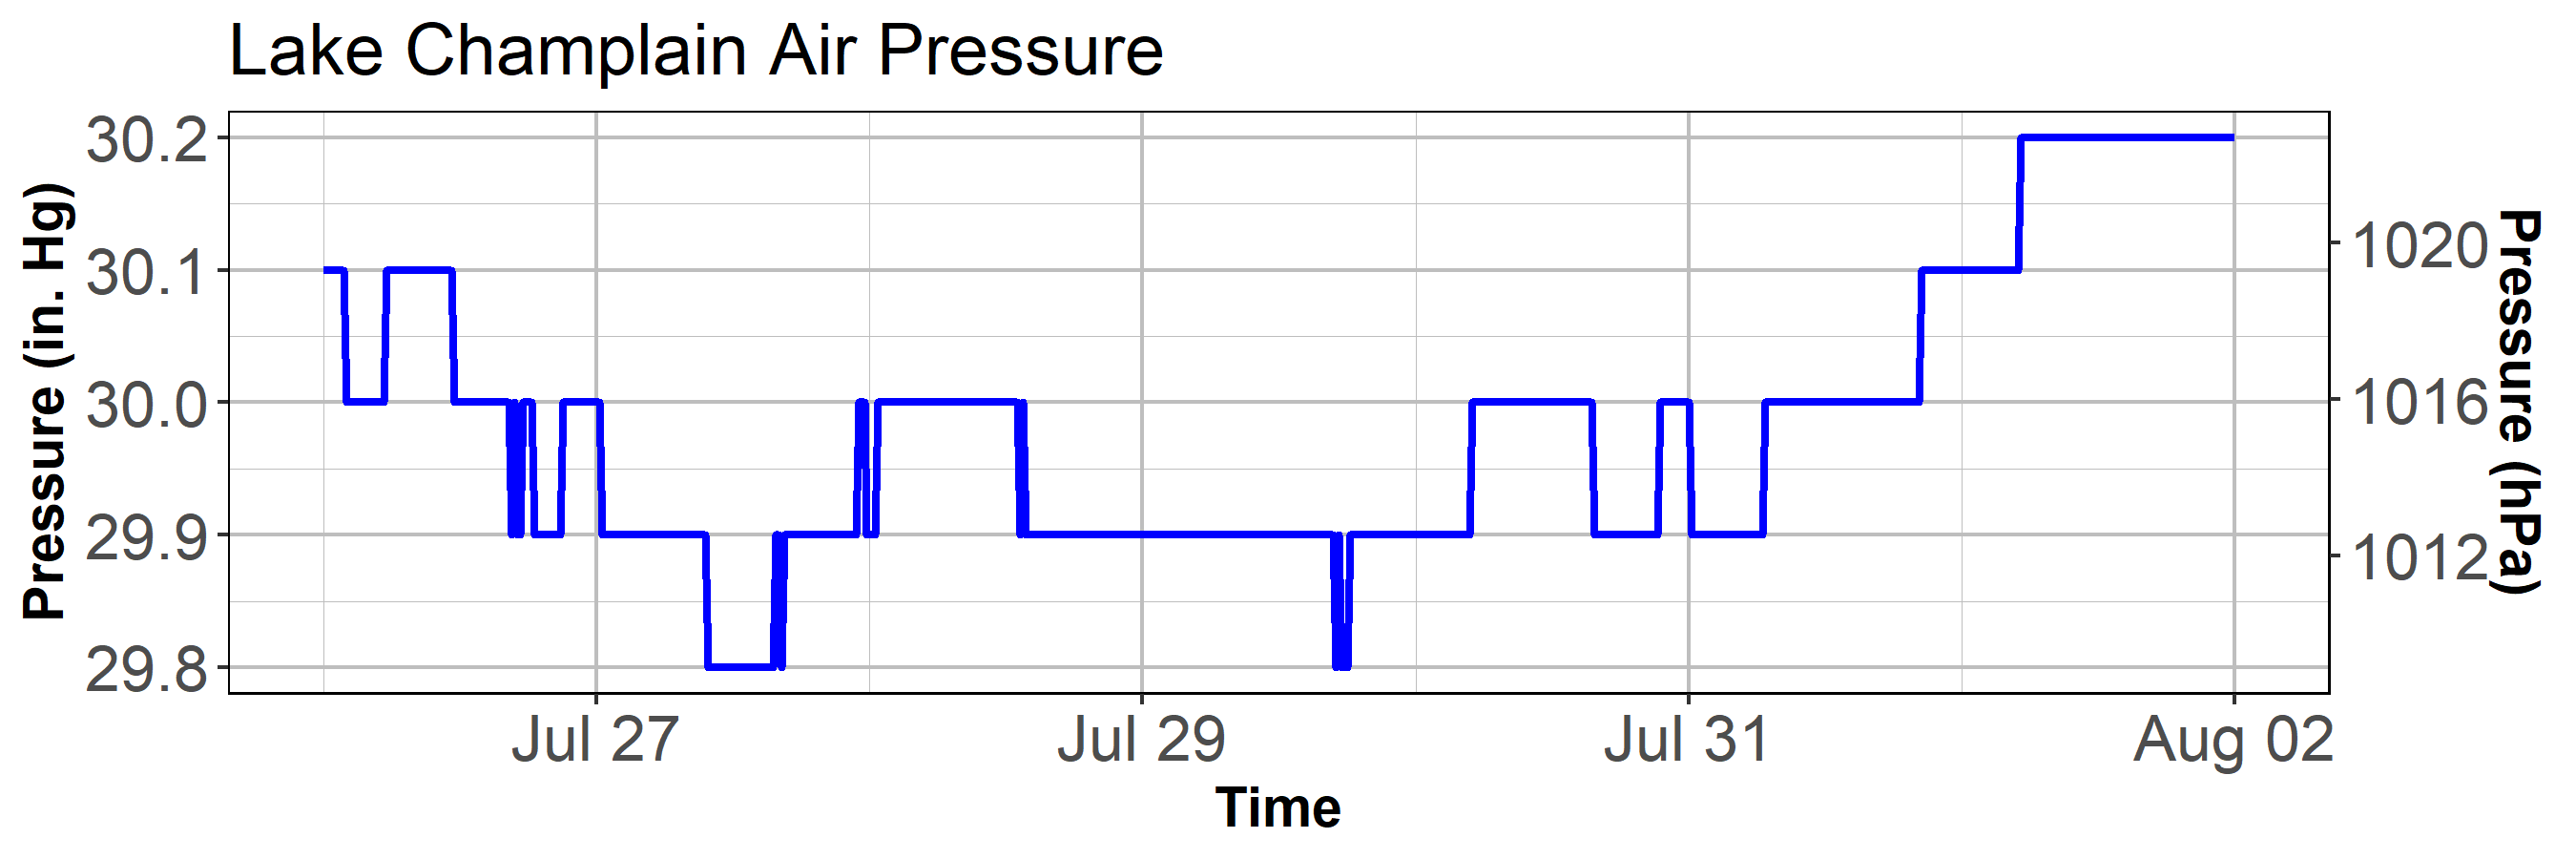 Lake Champlain Air Pressure
30.2
30.1
30.0
29.9
29.8
Pressure (in. Hg)
1020
1016
1012
Pressure (hPa)
Jul 27
Jul 29
Jul 31
Aug 02
Time